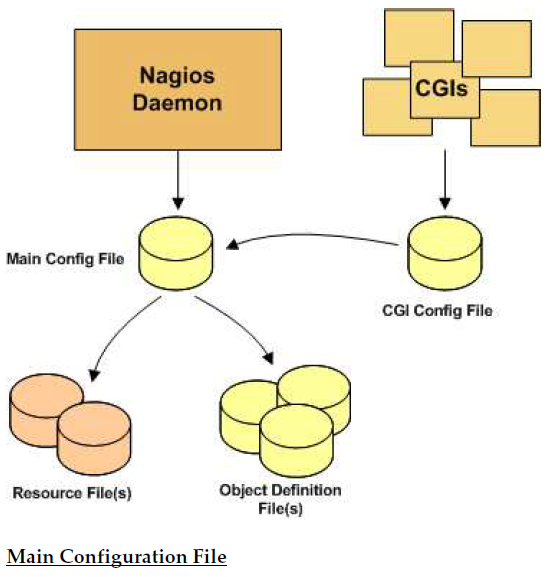 Nagios
Daemon
CGIs
Main Config File
CGI Config File
Resource File(s)
Object Definition
File(s)
Main Configuration File